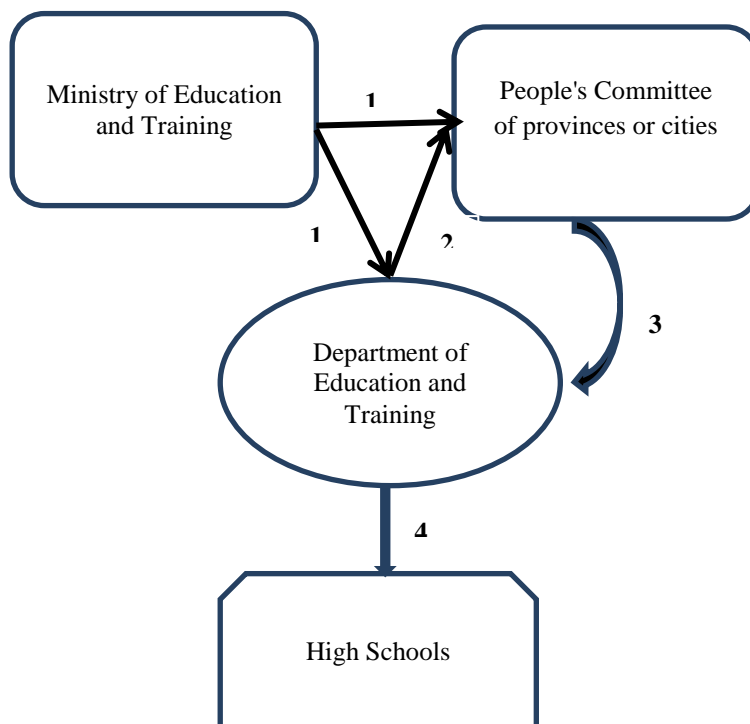 Ministry of Education
and Training
1
People's Committee
of provinces or cities
1
2
3
Department of
Education and
Training
4
High Schools